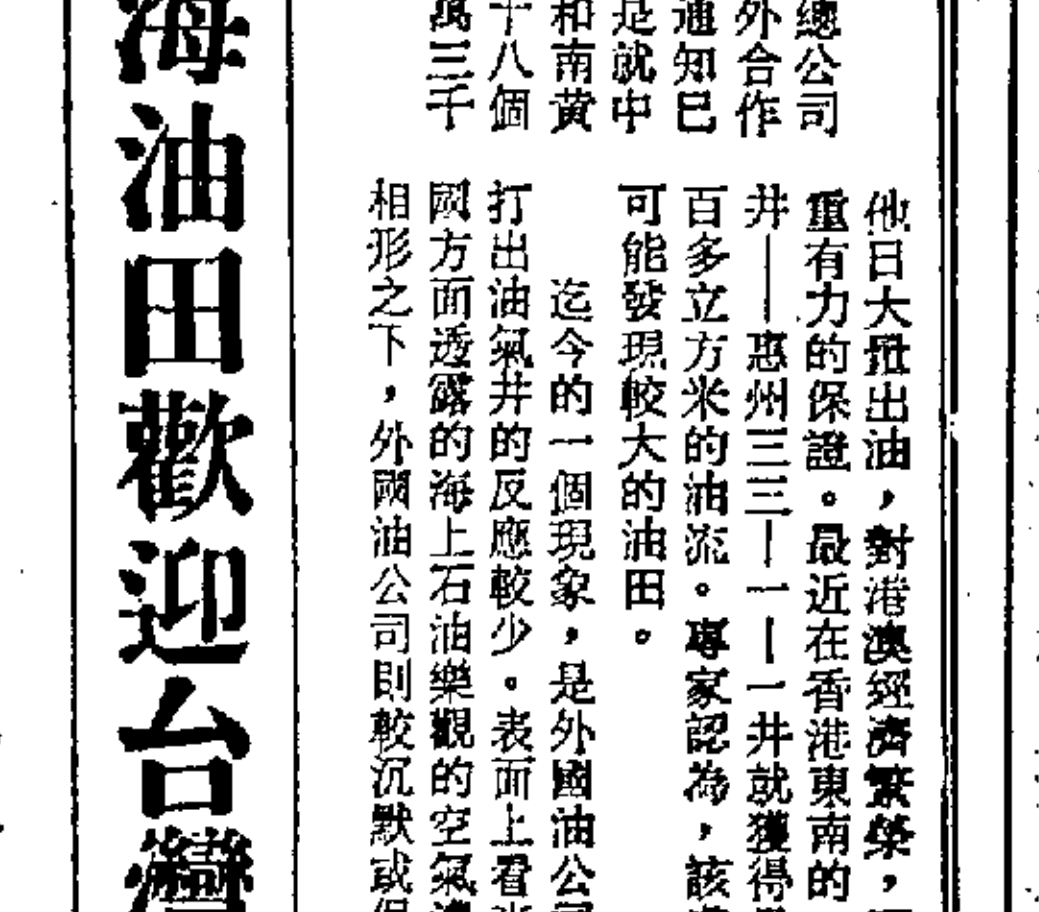 總公司
外合作
通知已
是就中
和南黃
十八個
萬三千
他日大批出油，對港澳經濟繁榮，
重有力的保證。最近在香港東南的
井——惠州三三—一—一井就獲得
百多立方米的油流。專家認為，該
可能發現較大的油田。
迄今的一個現象，是外國油公司
打出油氣井的反應較少。表面上看
國方面透露的海上石油樂觀的空氣
相形之下，外國油公司則較沉默或
海油田歡迎台灣